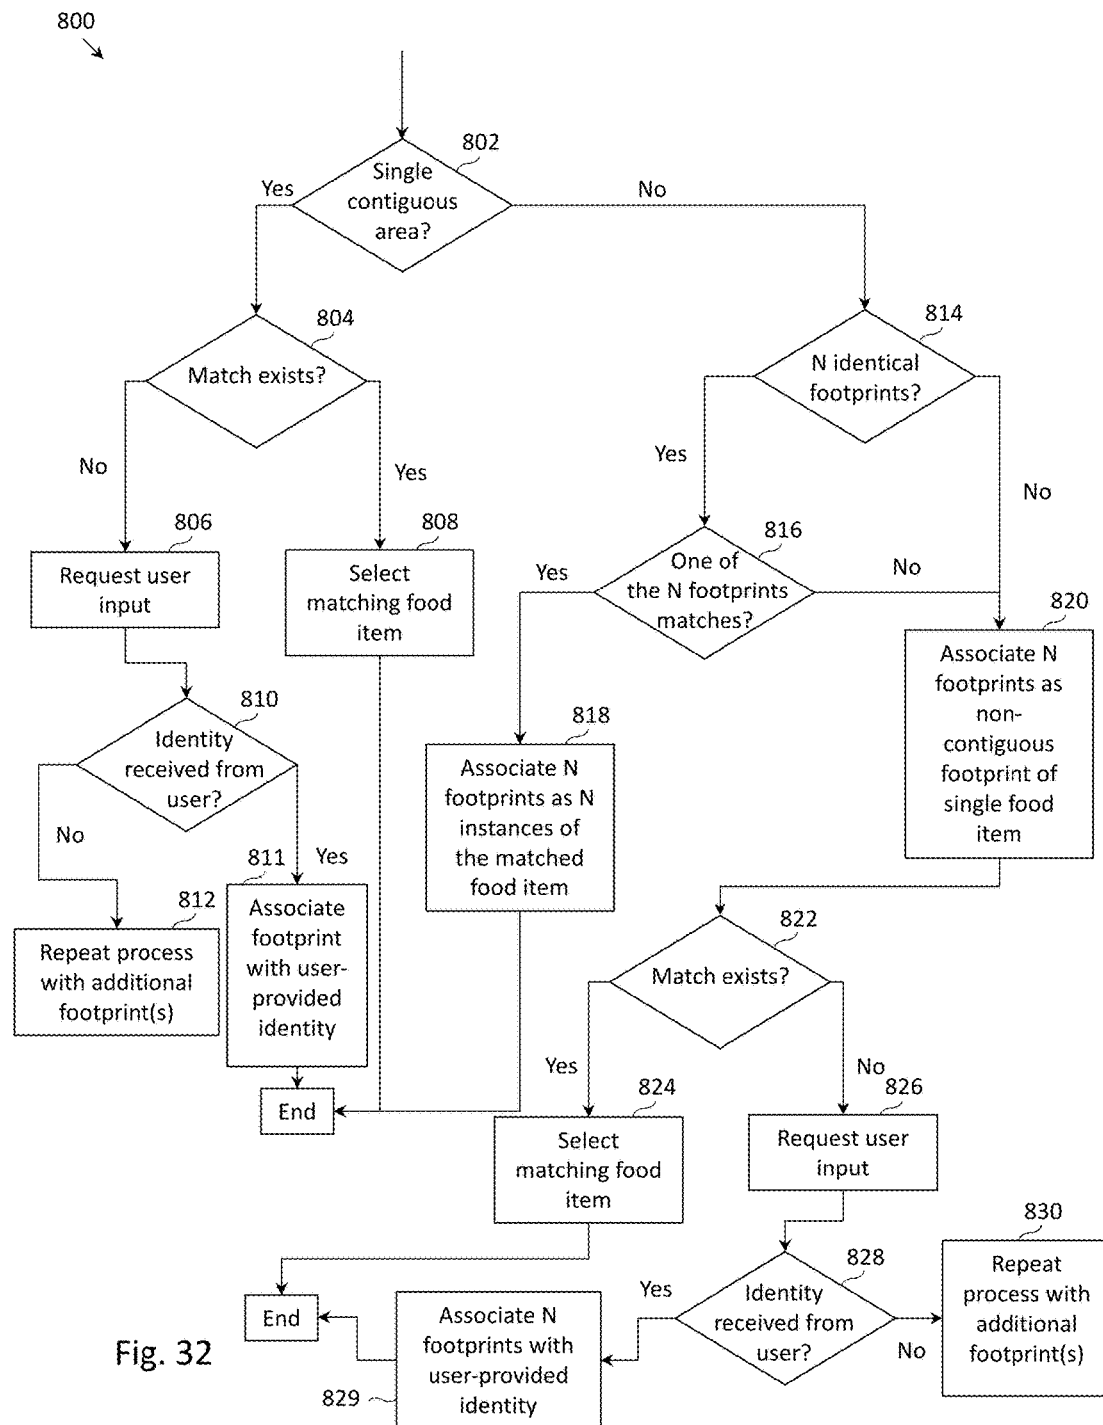 800
802
Single
contiguous
area?
Yes
No
804
Match exists?
814
N identical
footprints?
No
Yes
Yes
No
806
Request user
input
808
Select
matching food
item
816
One of
the N footprints
matches?
Yes
No
820
Associate N
footprints as
non-
contiguous
footprint of
single food
item
810
Identity
received from
user?
No
Yes
818
Associate N
footprints as N
instances of
the matched
food item
811
Associate
footprint
with user-
provided
identity
812
Repeat process
with additional
footprint(s)
822
Match exists?
Yes
No
End
824
Select
matching food
item
826
Request user
input
828
Identity
received from
user?
Yes
No
830
Repeat
process with
additional
footprint(s)
End
829
Associate N
footprints with
user-provided
identity
Fig. 32